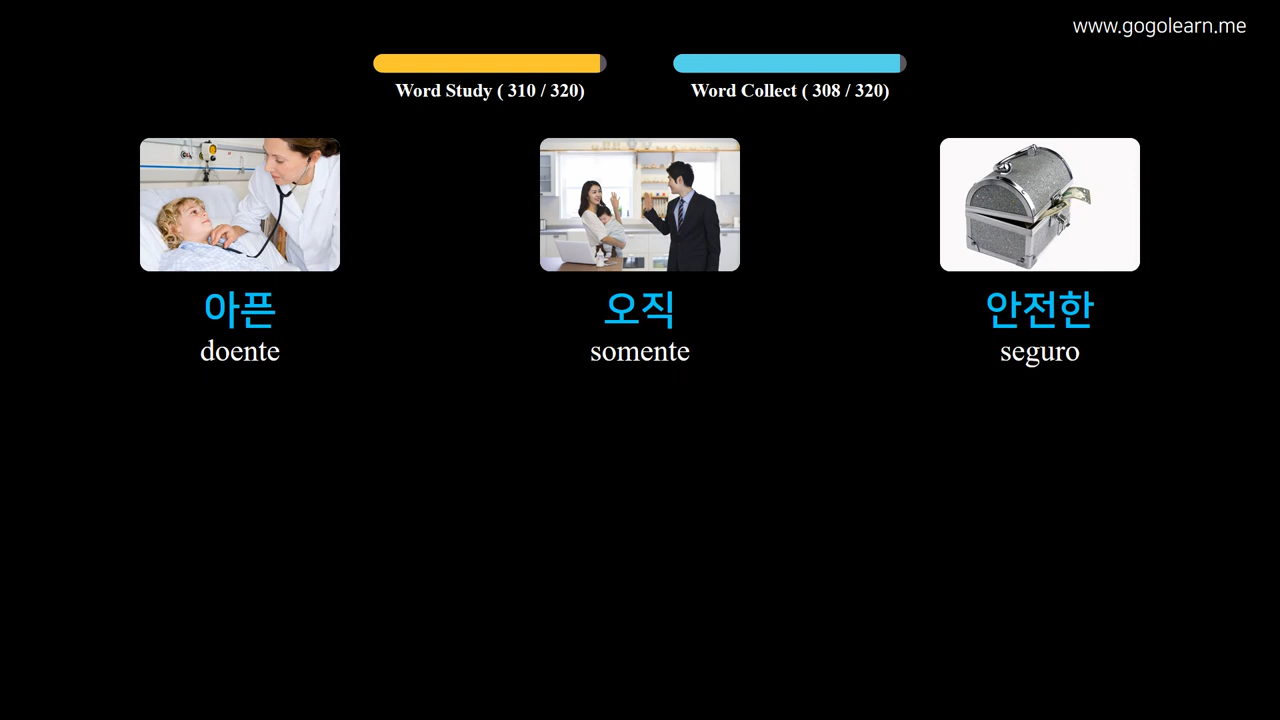 www.gogolearn.me
Word Study ( 310 / 320)
Word Collect ( 308 / 320)
아픈
doente
오직
somente
안전한
seguro